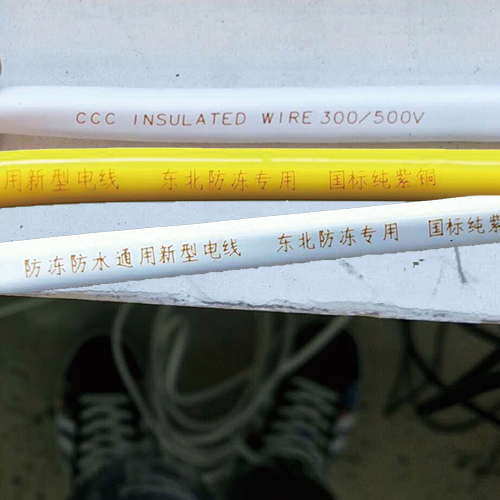 CCC INSULATED WIRE 300/500V
用新型电线 东北防冻专用 国标纯紫铜
防冻防水通用新型电线 东北防冻专用 国标纯紫